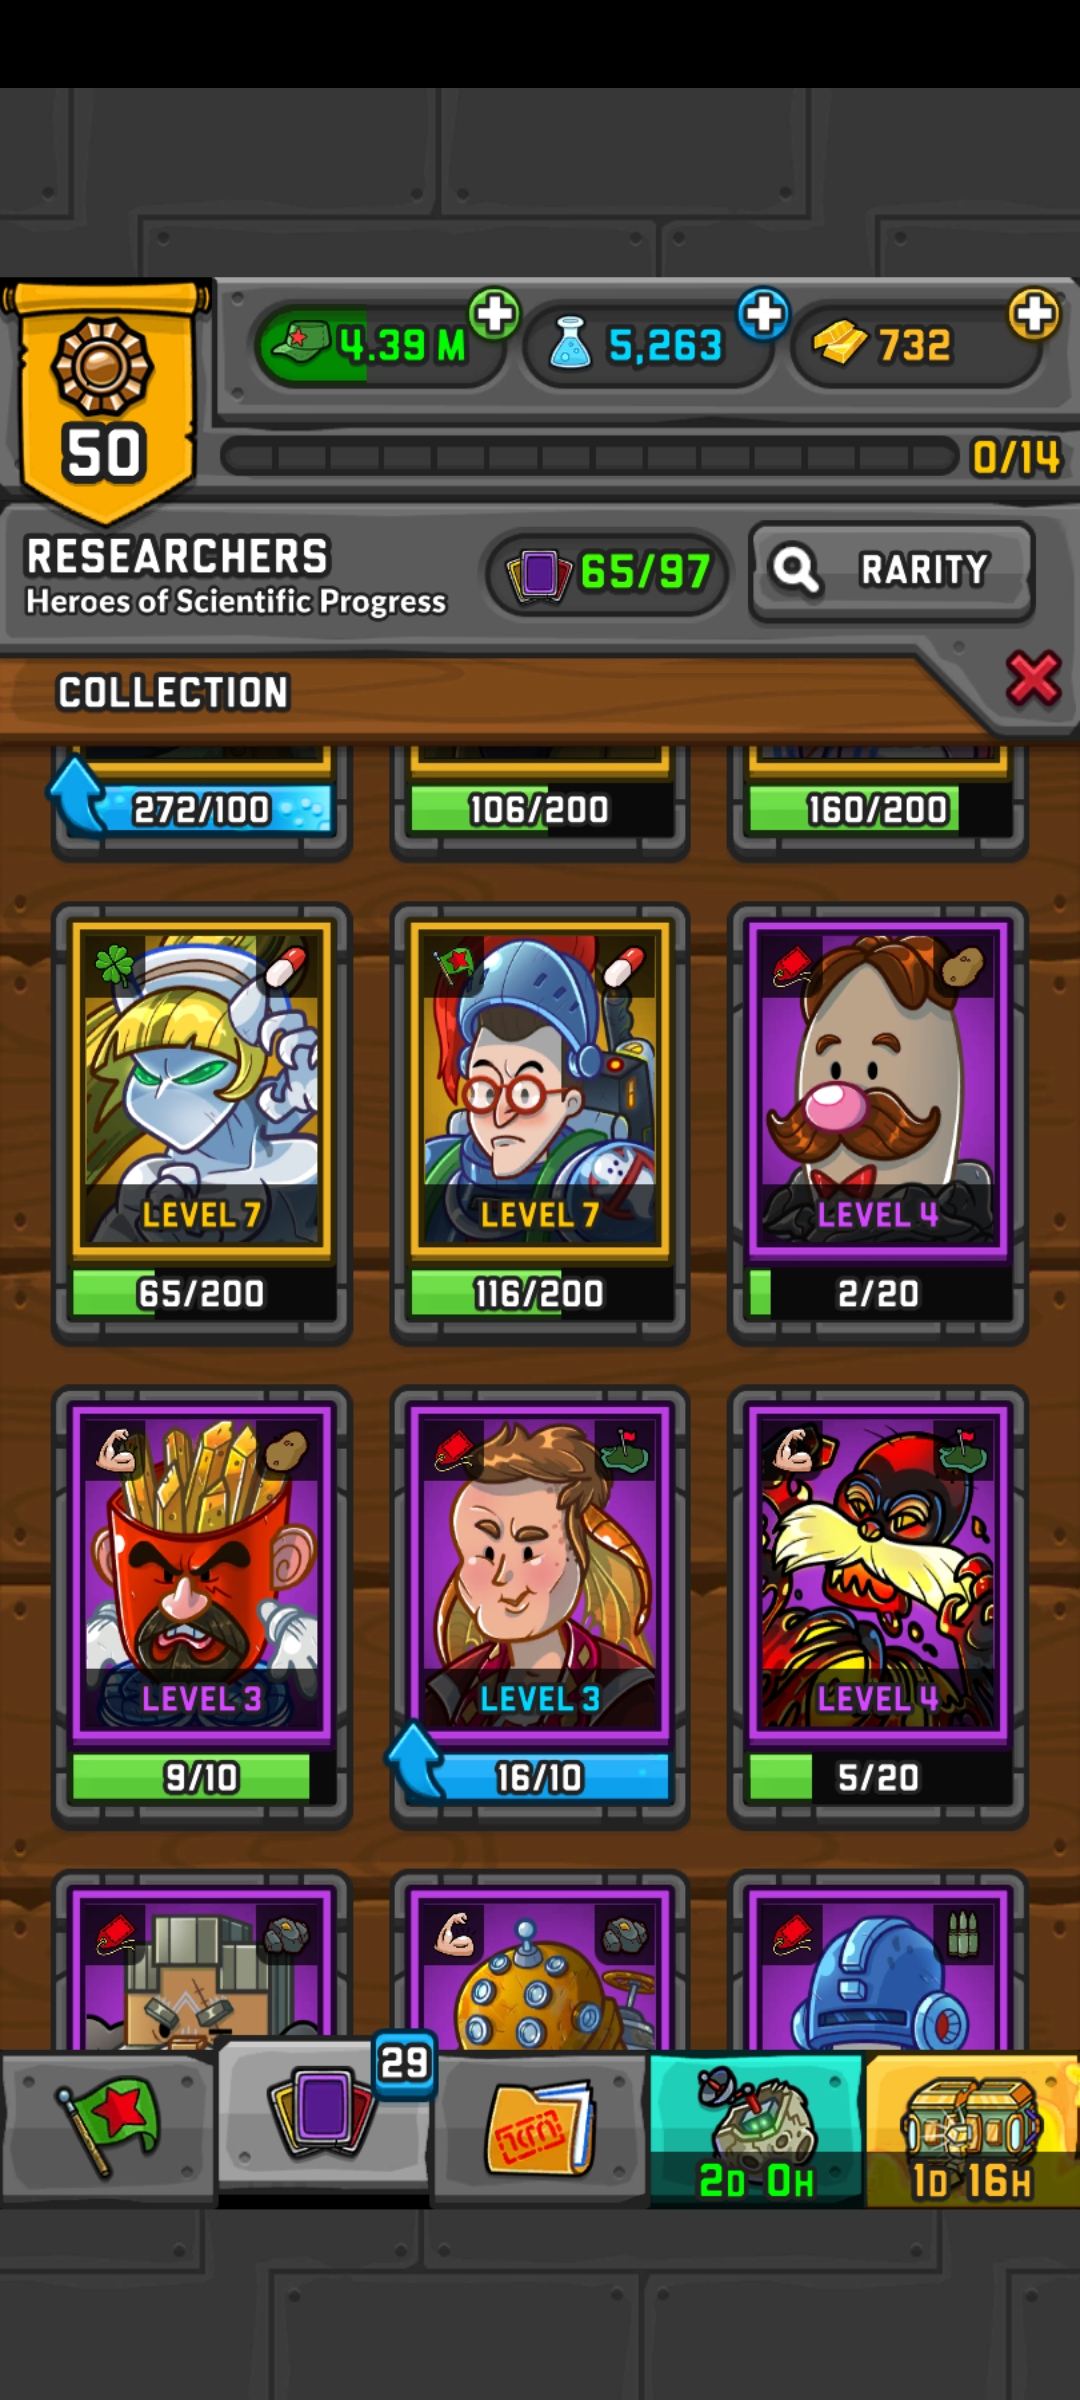 4.39 M
5,263
732
50
0/14
RESEARCHERS
Heroes of Scientific Progress
65/97
RARITY
COLLECTION
272/100
106/200
160/200
LEVEL 7
LEVEL 7
LEVEL 4
65/200
116/200
2/20
LEVEL 3
LEVEL 3
LEVEL 4
9/10
16/10
5/20
29
2D 0H
1D 16H